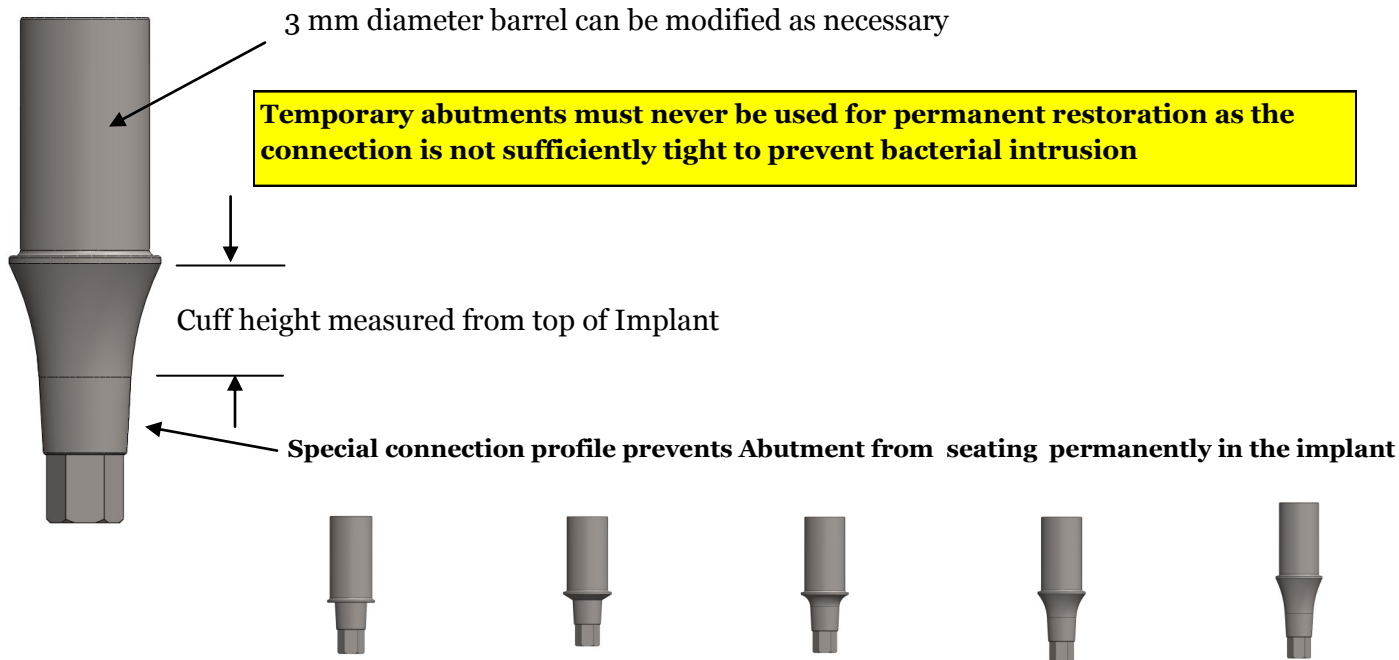 3 mm diameter barrel can be modified as necessary
Temporary abutments must never be used for permanent restoration as the
connection is not sufficiently tight to prevent bacterial intrusion
Cuff height measured from top of Implant
Special connection profile prevents Abutment from seating permanently in the implant